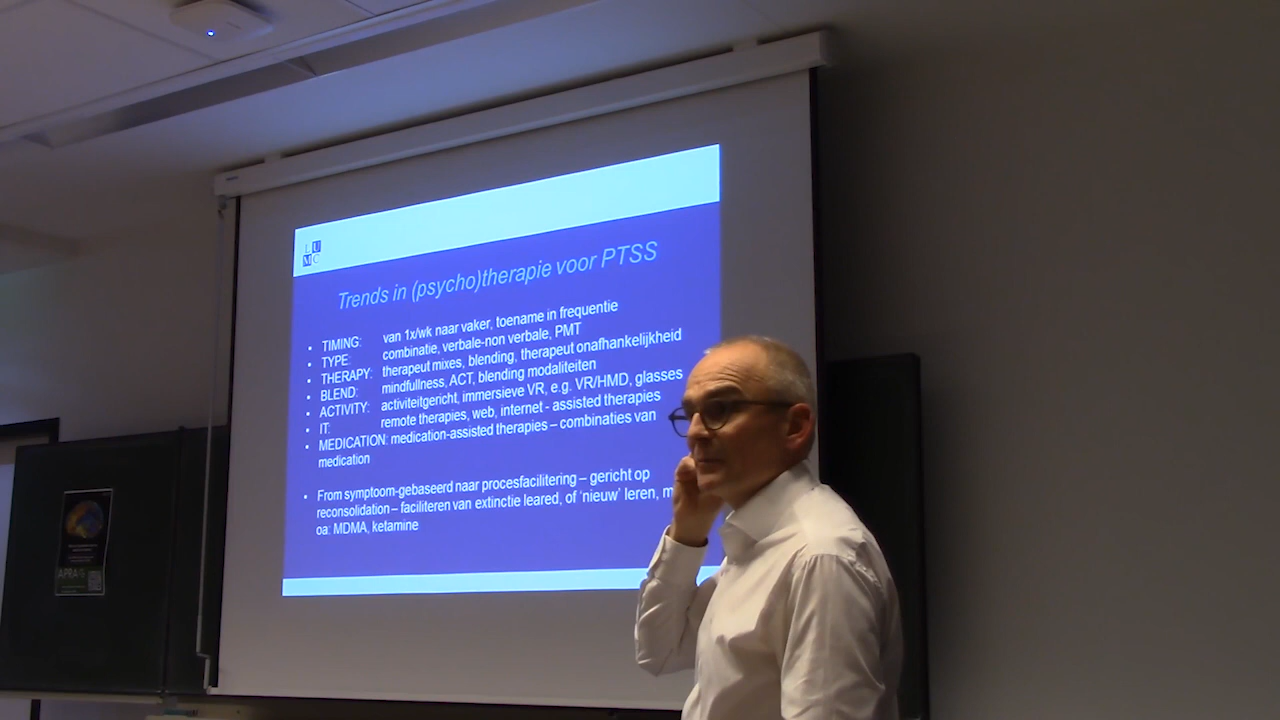 L U
M C
Trends in (psycho)therapie voor PTSS
• TIMING: van 1x/wk naar vaker, toename in frequentie
• TYPE: combinatie, verbale-non verbale, PMT
• THERAPY: therapeut mixes, blending, therapeut onafhankelijkheid
• BLEND: mindfullness, ACT, blending modaliteiten
• ACTIVITY: activiteitgericht, immersieve VR, e.g. VR/HMD, glasses
• IT: remote therapies, web, internet - assisted therapies
• MEDICATION: medication-assisted therapies – combinaties van
medication
• From symptoom-gebaseerd naar procesfacilitering – gericht op
reconsolidation – faciliteren van extinctie leared, of 'nieuw' leren, m
oa: MDMA, ketamine
APRA